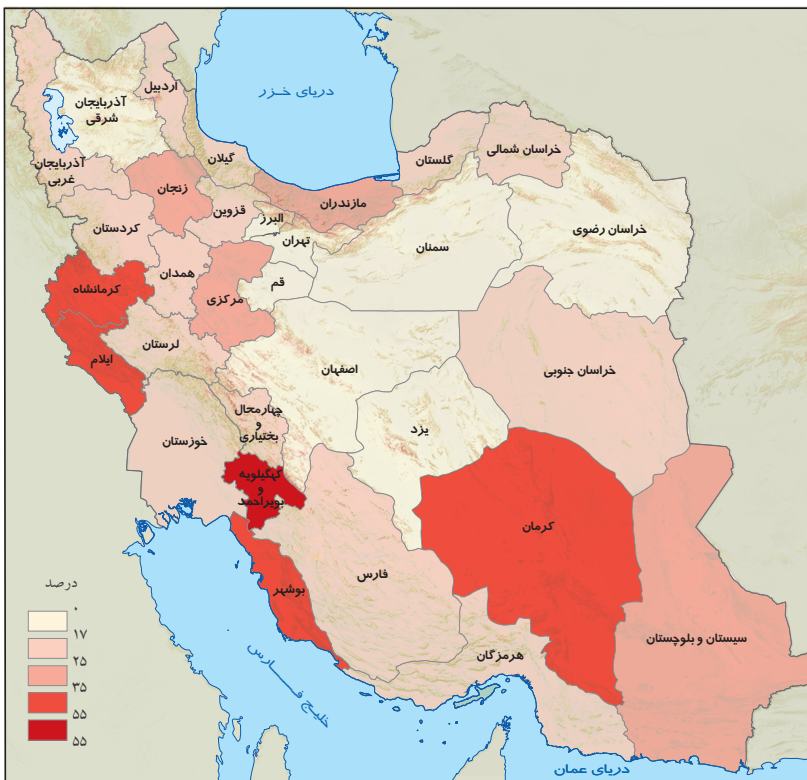 دریای خزر
اردبیل
آذربایجان
شرقی
آذربایجان
غربی
گیلان
گلستان
خراسان شمالی
زنجان
مازندران
قزوین
البرز
تهران
کردستان
سمنان
خراسان رضوی
همدان
قم
کرمانشاه
مرکزی
لرستان
ایلام
اصفهان
خراسان جنوبی
چهارمحال
و
بختیاری
خوزستان
یزد
کهگیلویه
و
بویراحمد
کرمان
فارس
بوشهر
سیستان و بلوچستان
هرمزگان
خلیج فارس
دریای عمان
درصد
۰
۱۷
۲۵
۳۵
۵۵
۵۵